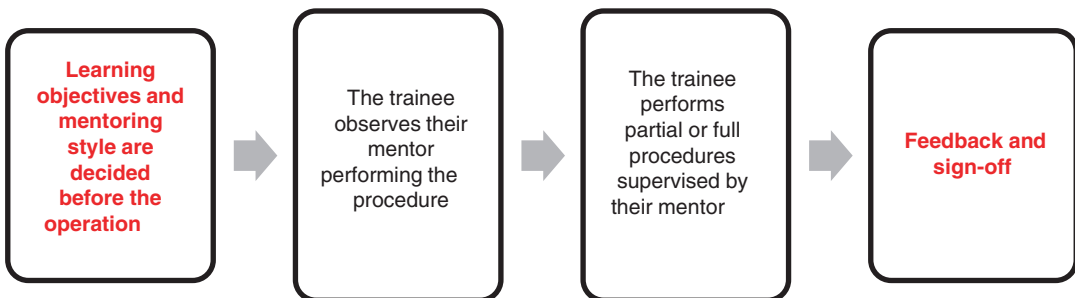 Learning
objectives and
mentoring
style are
decided
before the
operation
The trainee
observes their
mentor
performing the
procedure
The trainee
performs
partial or full
procedures
supervised by
their mentor
Feedback and
sign-off